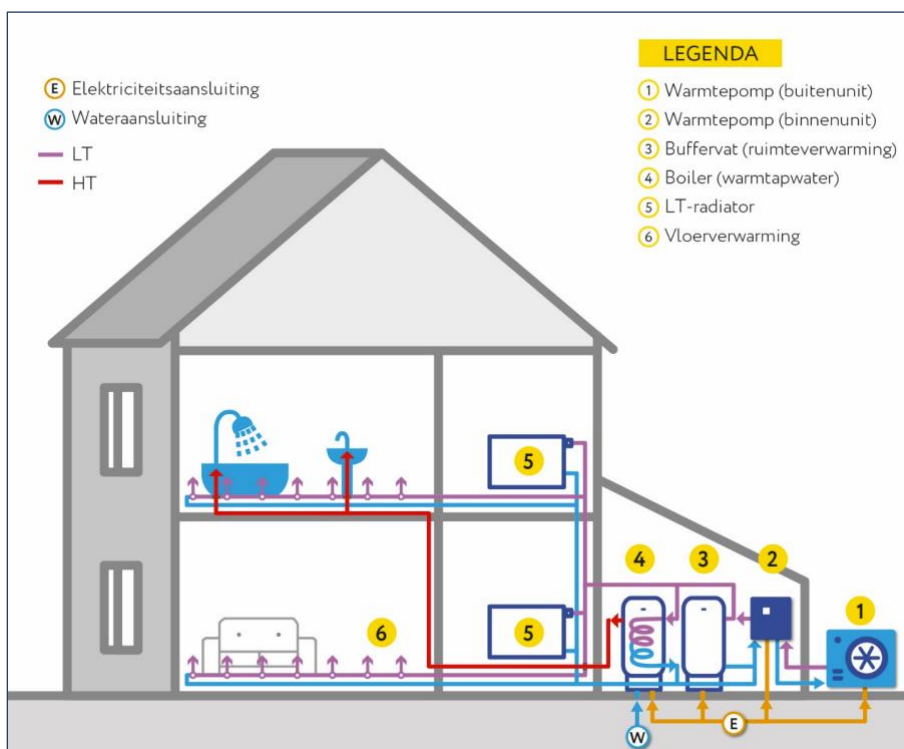 LEGENDA
E Elektriciteitsaansluiting
W Wateraansluiting
LT
HT
1 Warmtepomp (buitenunit)
2 Warmtepomp (binnenunit)
3 Buffervat (ruimteverwarming)
4 Boiler (warmtapwater)
5 LT-radiator
6 Vloerverwarming
5
4
3
2
1
6
5
W
E